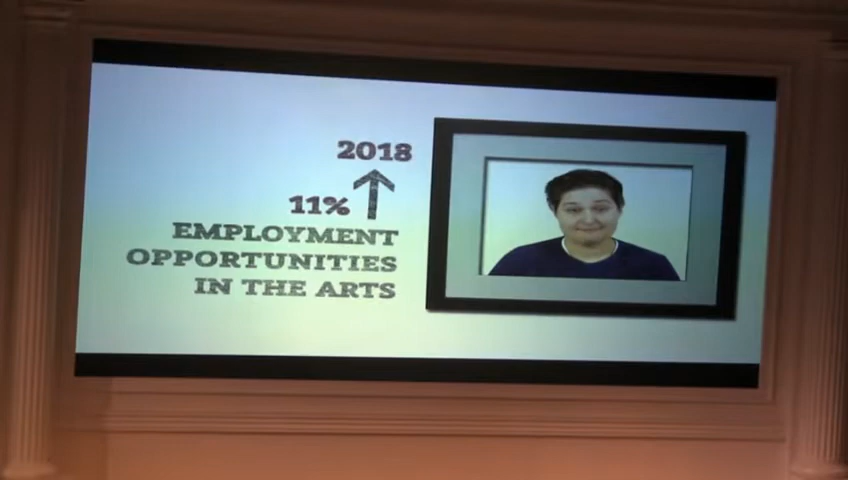 2018
11%
EMPLOYMENT
OPPORTUNITIES
IN THE ARTS